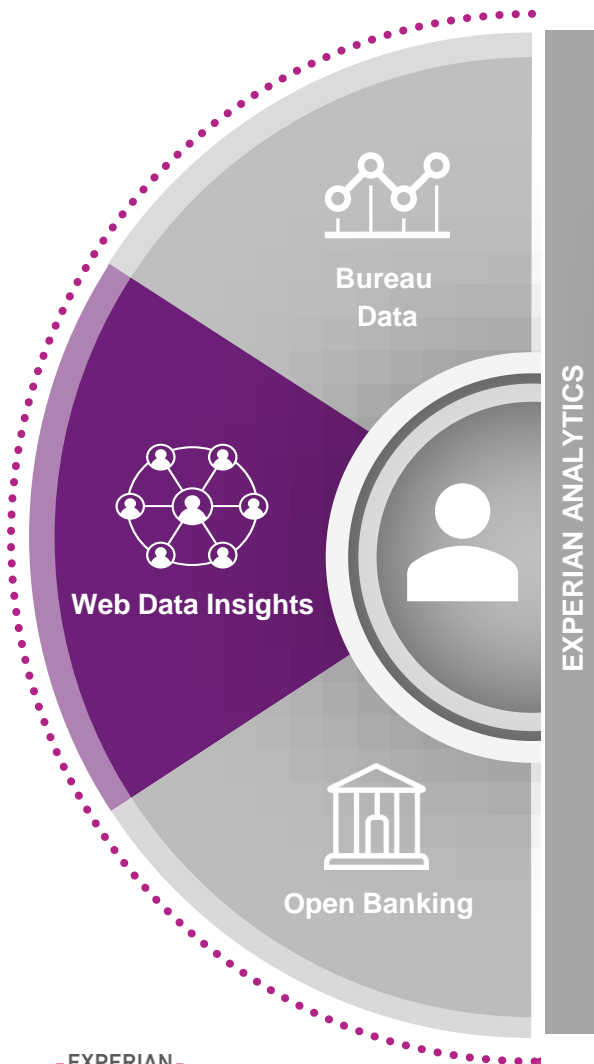 Bureau
Data
EXPERIAN ANALYTICS
Web Data Insights
Open Banking
EXPERIAN